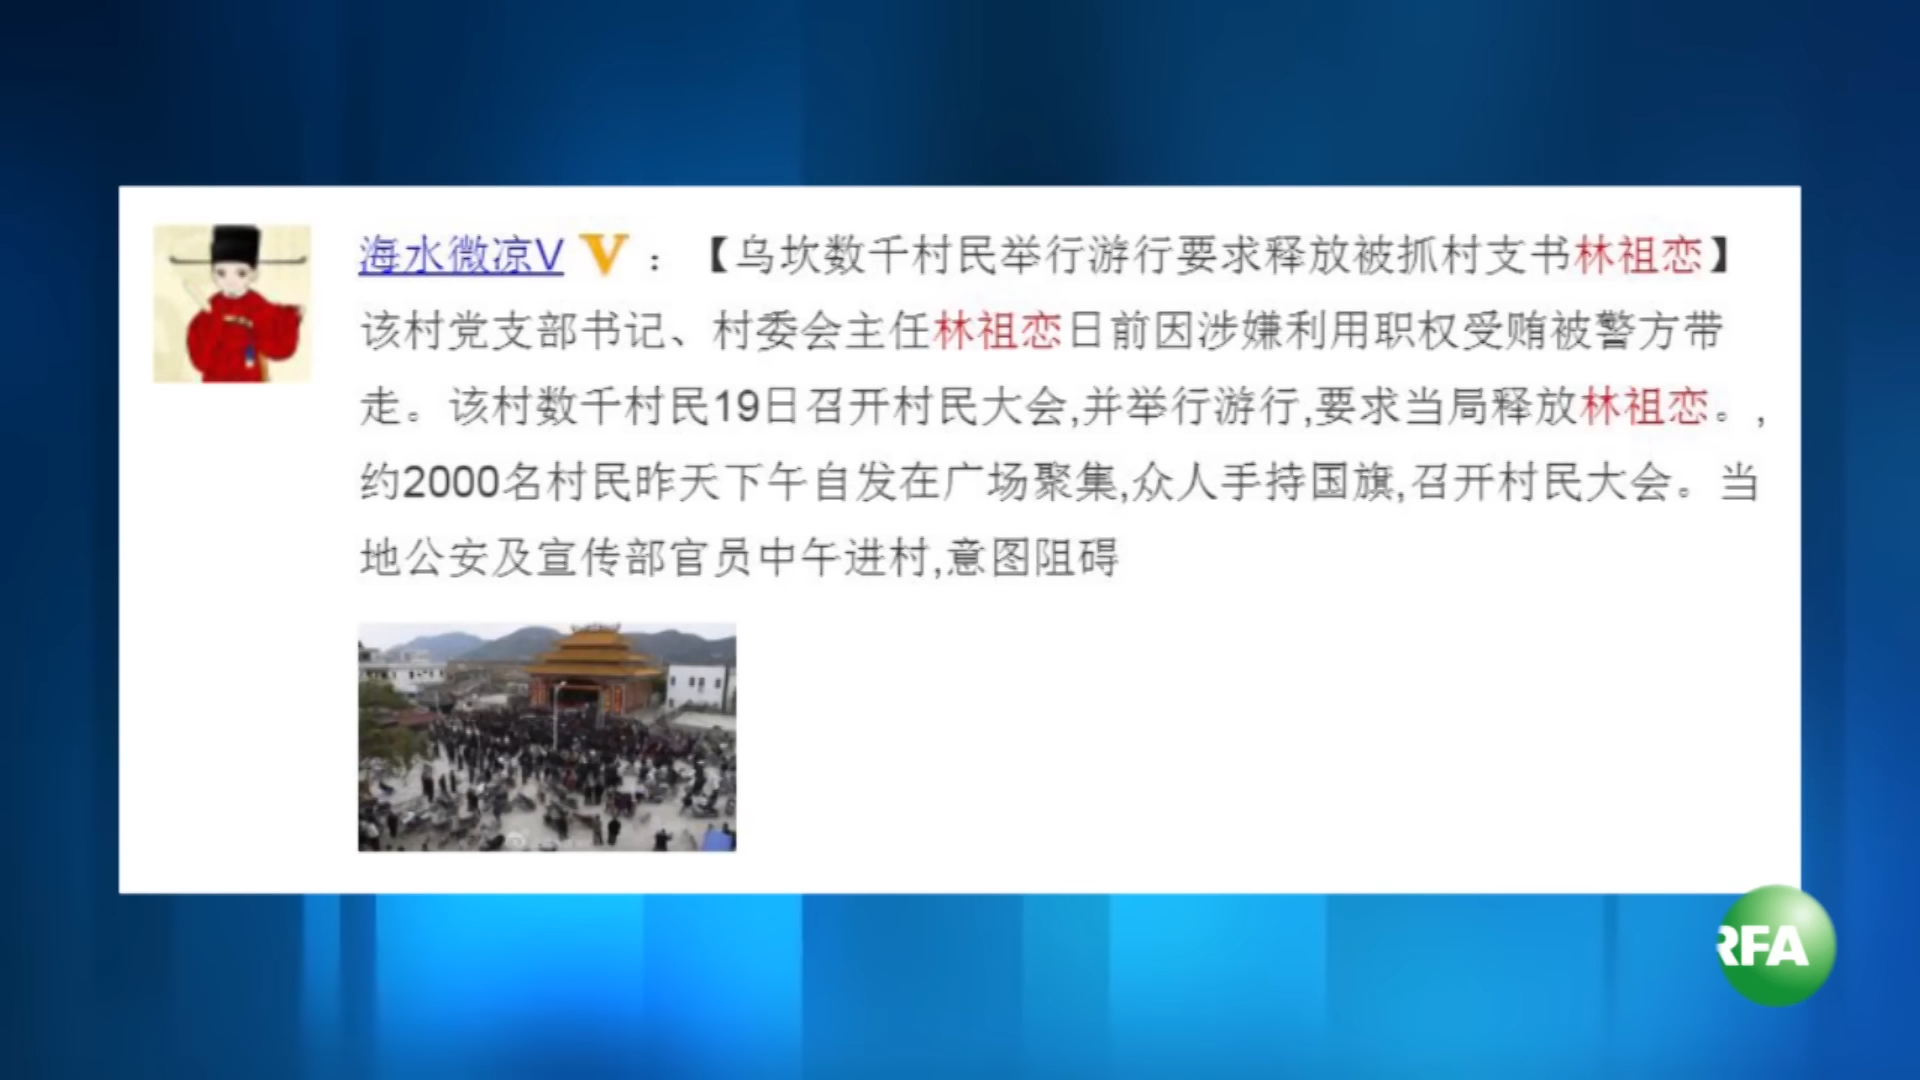 海水微凉V V ：【乌坎数千村民举行游行要求释放被抓村支书林祖恋】
该村党支部书记、村委会主任林祖恋日前因涉嫌利用职权受贿被警方带
走。该村数千村民19日召开村民大会,并举行游行,要求当局释放林祖恋。,
约2000名村民昨天下午自发在广场聚集,众人手持国旗,召开村民大会。当
地公安及宣传部官员中午进村,意图阻碍
RFA